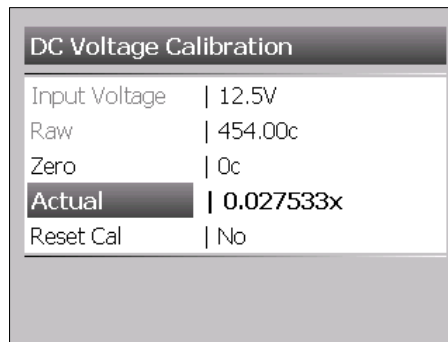 DC Voltage Calibration
Input Voltage | 12.5V
Raw | 454.00c
Zero | 0c
Actual | 0.027533x
Reset Cal | No